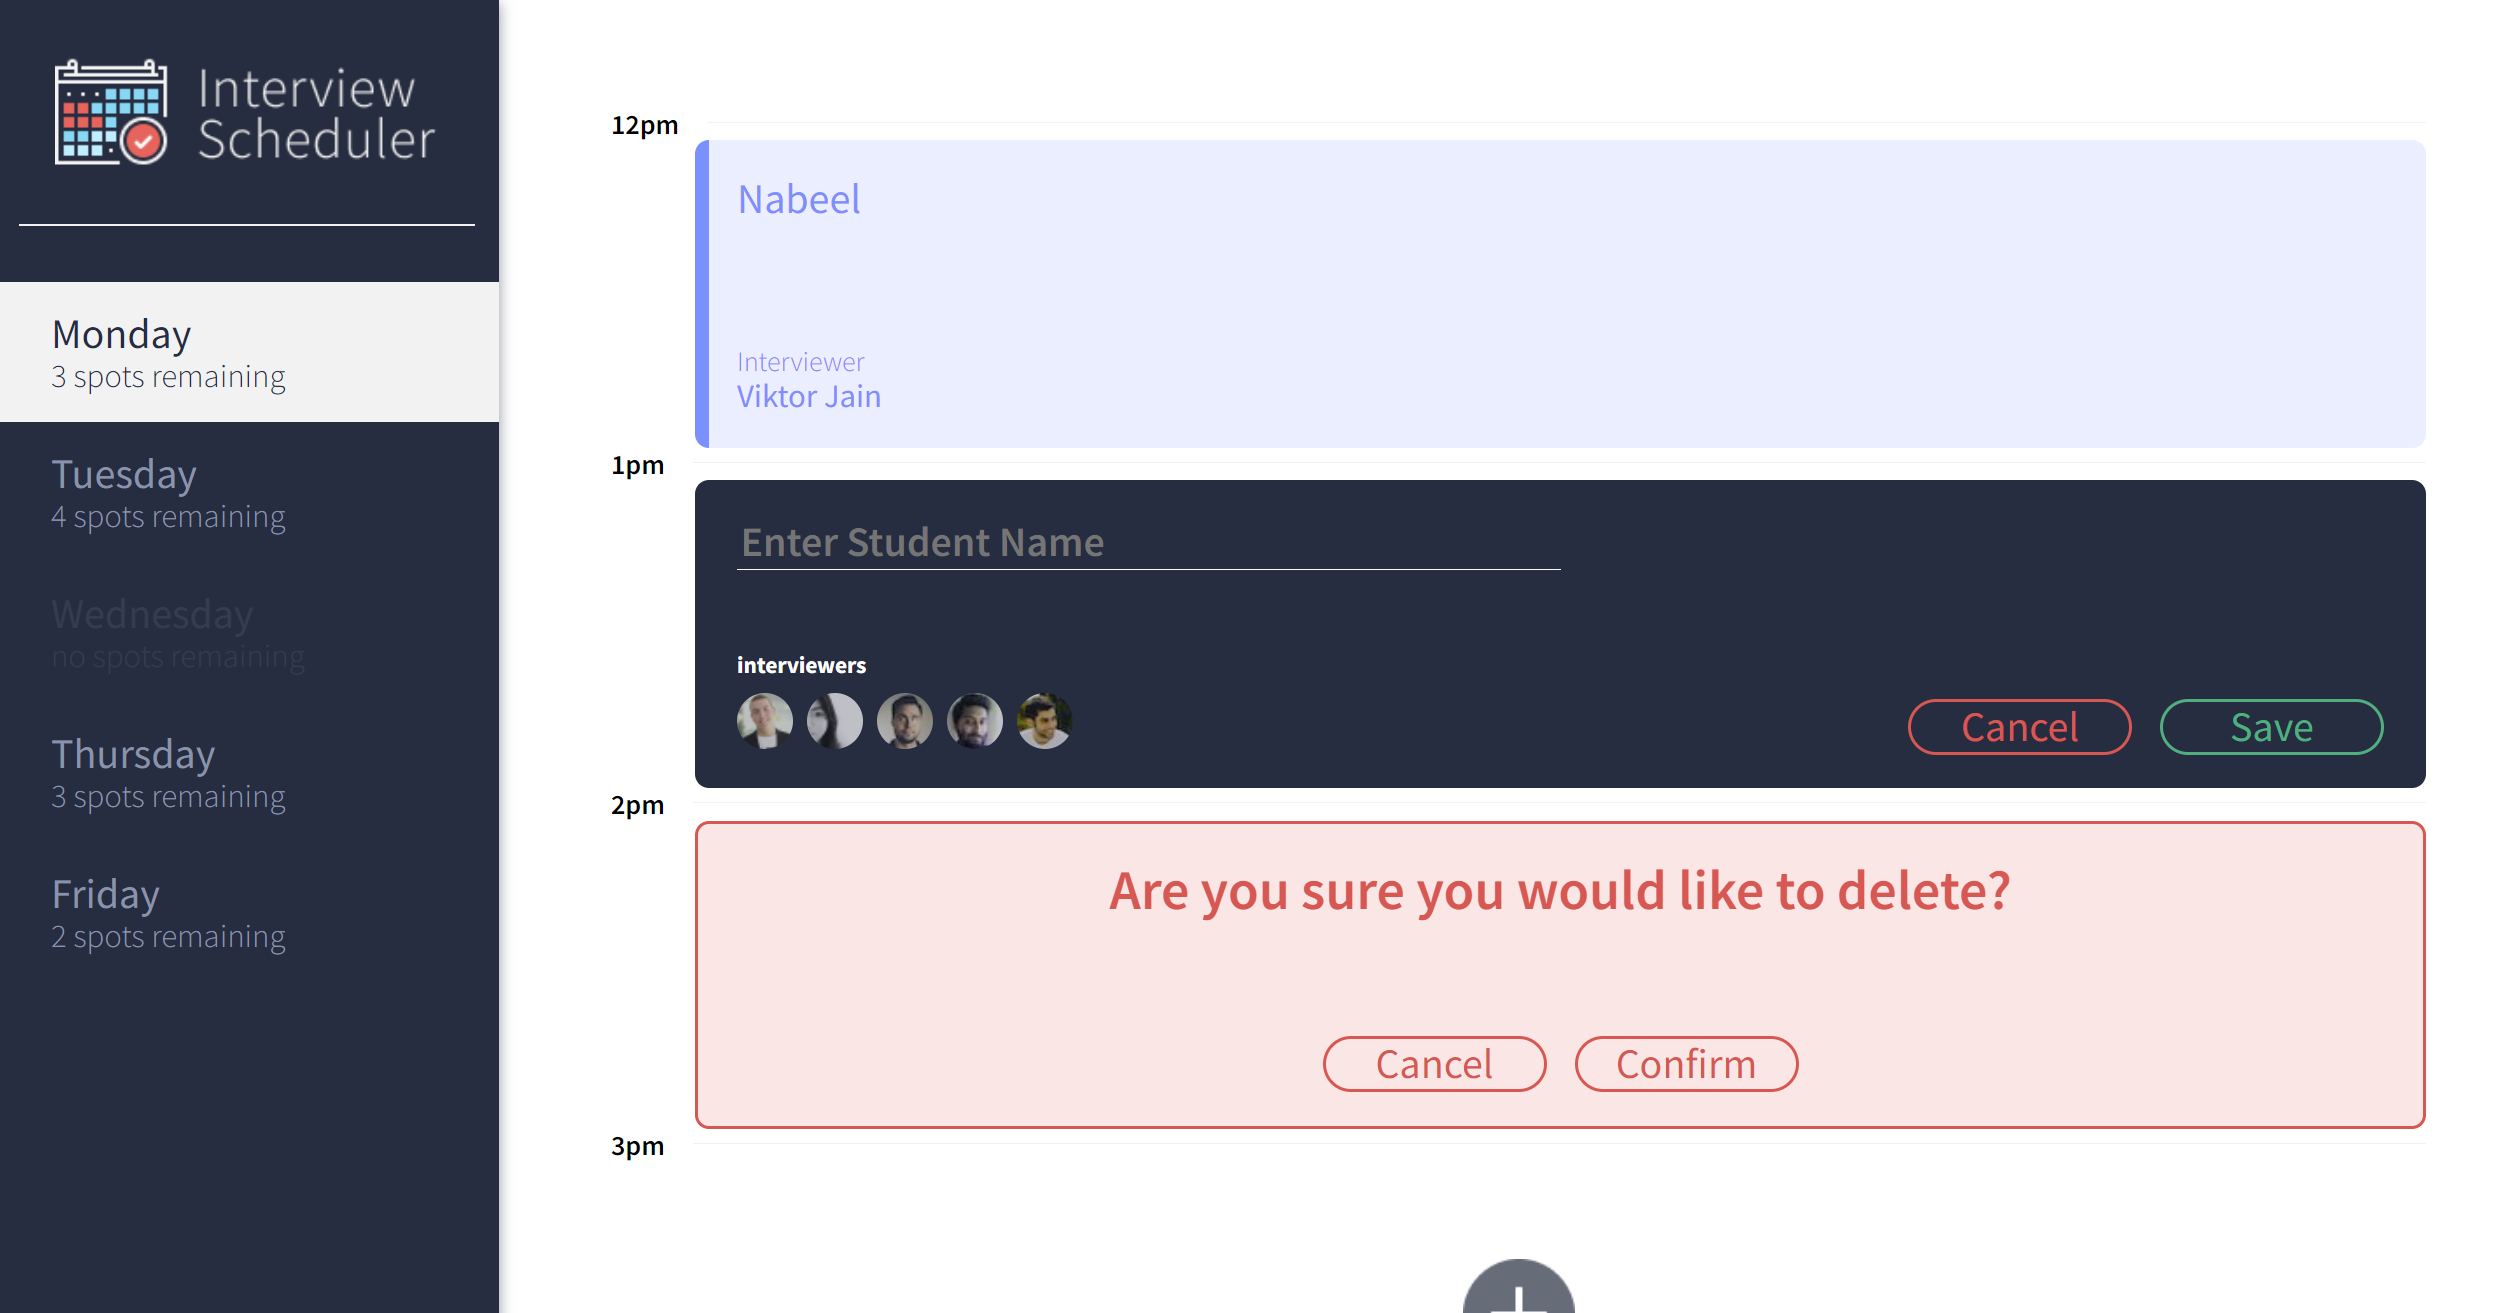 Interview
Scheduler
Monday
3 spots remaining
Tuesday
4 spots remaining
Wednesday
no spots remaining
Thursday
3 spots remaining
Friday
2 spots remaining
12pm
Nabeel
Interviewer
Viktor Jain
1pm
Enter Student Name
interviewers
Cancel Save
2pm
Are you sure you would like to delete?
Cancel Confirm
3pm